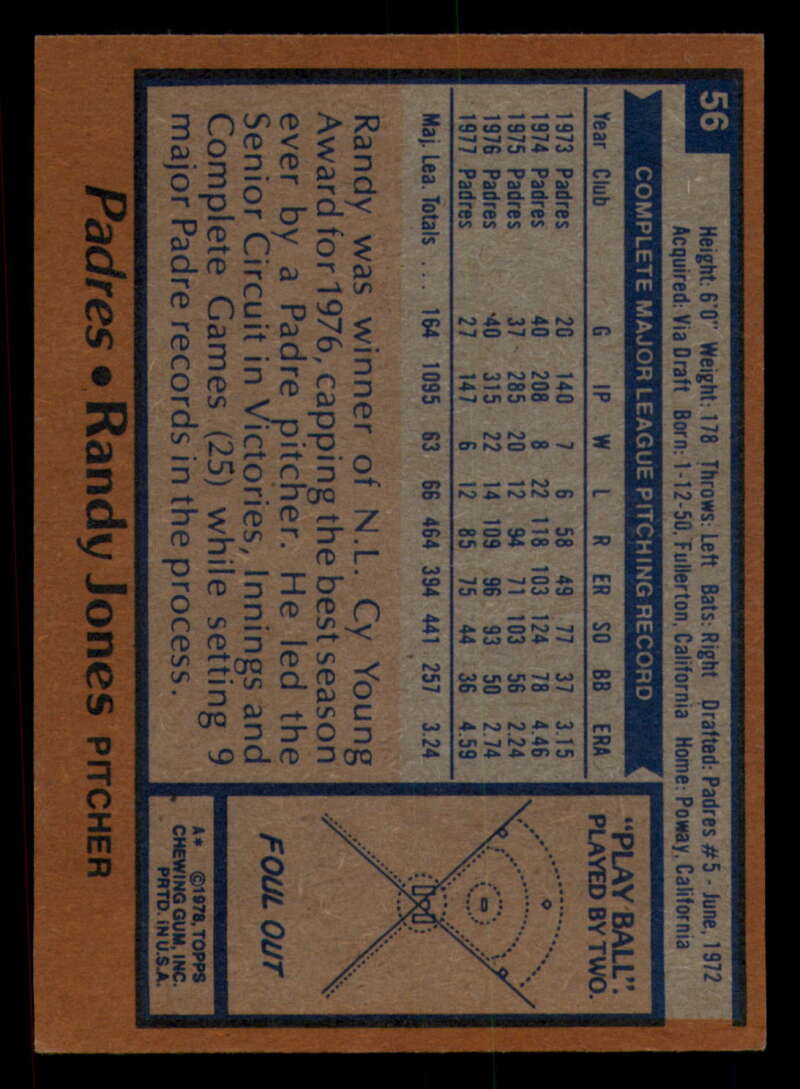 56
Height: 6'0" Weight: 178 Throws: Left Bats: Right Drafted: Padres #5 - June, 1972
Acquired: Via Draft Born: 1-12-50, Fullerton, California Home: Poway, California
COMPLETE MAJOR LEAGUE PITCHING RECORD
Year Club G IP W L R ER SO BB ERA
1973 Padres 20 140 7 6 58 49 77 37 3.15
1974 Padres 40 208 8 22 118 103 124 78 4.46
1975 Padres 37 285 20 12 94 71 103 56 2.24
1976 Padres 40 315 22 14 109 96 93 50 2.74
1977 Padres 27 147 6 12 85 75 44 36 4.59
Maj. Lea. Totals .... 164 1095 63 66 464 394 441 257 3.24
Randy was winner of N.L. Cy Young
Award for 1976, capping the best season
ever by a Padre pitcher. He led the
Senior Circuit in Victories, Innings and
Complete Games (25) while setting 9
major Padre records in the process.
"PLAY BALL":
PLAYED BY TWO.
FOUL OUT
A* ©1978, TOPPS
CHEWING GUM, INC.
PRTD. IN U.S.A.
Padres • Randy Jones PITCHER